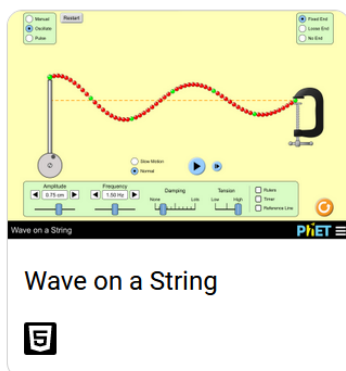 Manual
Oscillate
Pulse
Restart
Fixed End
Loose End
No End
Slow Motion
Normal
Amplitude
0.75 cm
Frequency
1.50 Hz
Damping
None
Lots
Tension
Low
High
Rulers
Timer
Reference Line
Wave on a String
PhET
Wave on a String
5